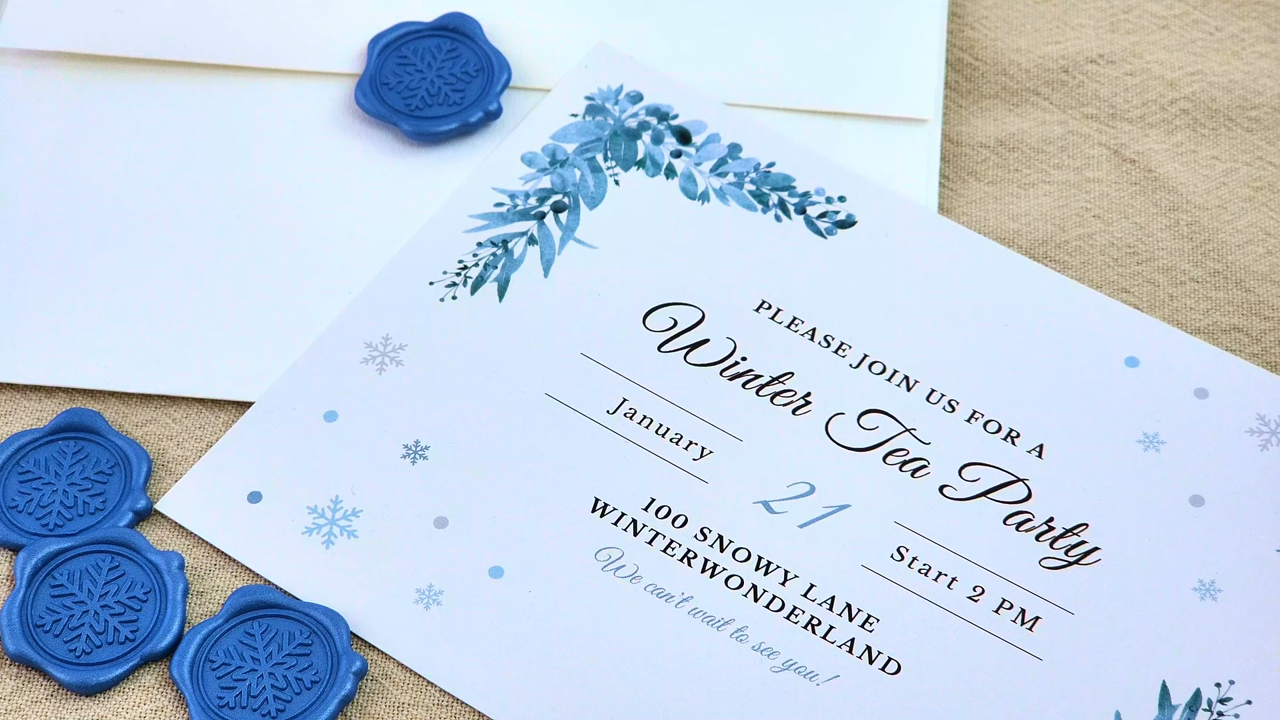 PLEASE JOIN US FOR A
Winter Tea Party
January
21
Start 2 PM
100 SNOWY LANE
WINTERWONDERLAND
We can't wait to see you!